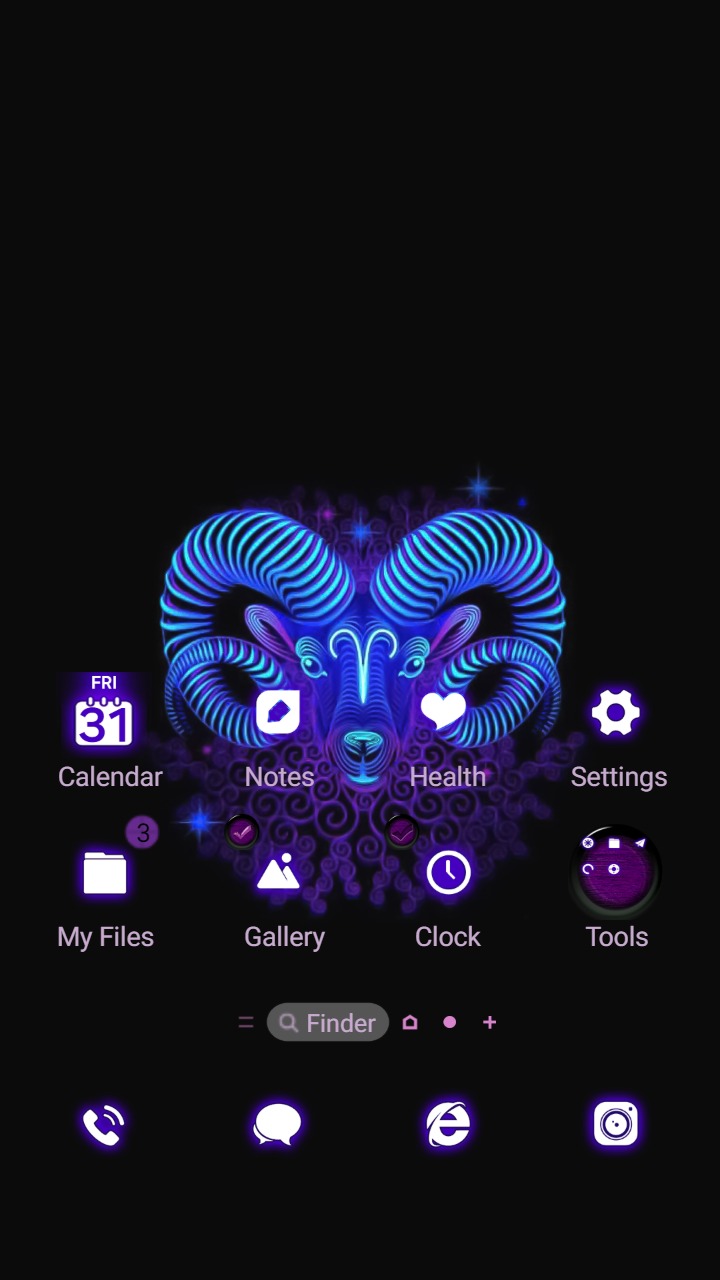 FRI
31
Calendar
Notes
Health
Settings
3
My Files
Gallery
Clock
Tools
Finder